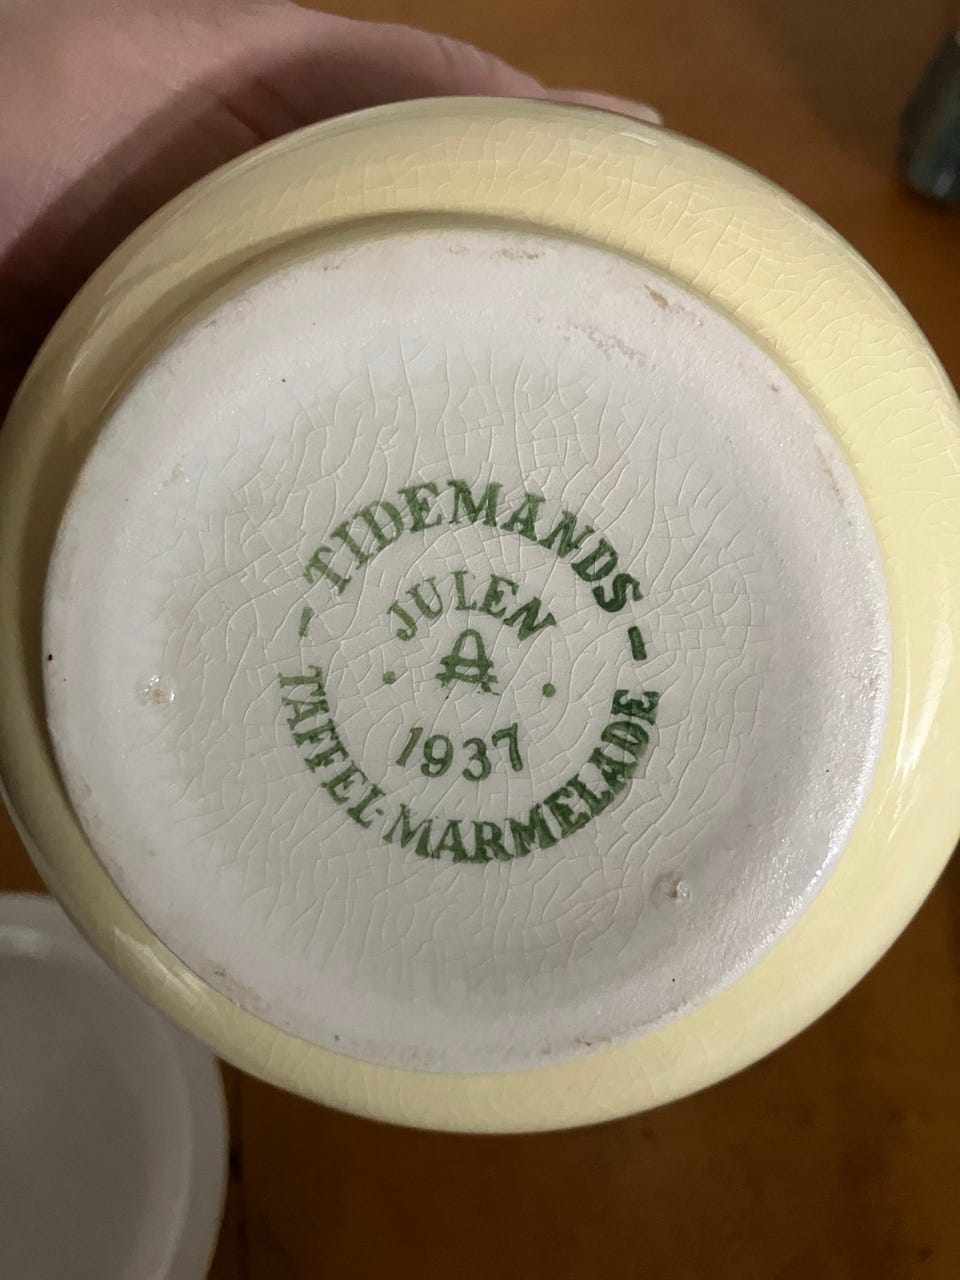 TIDEMANDS
JULEN
1937
TAFFEL-MARMELADE